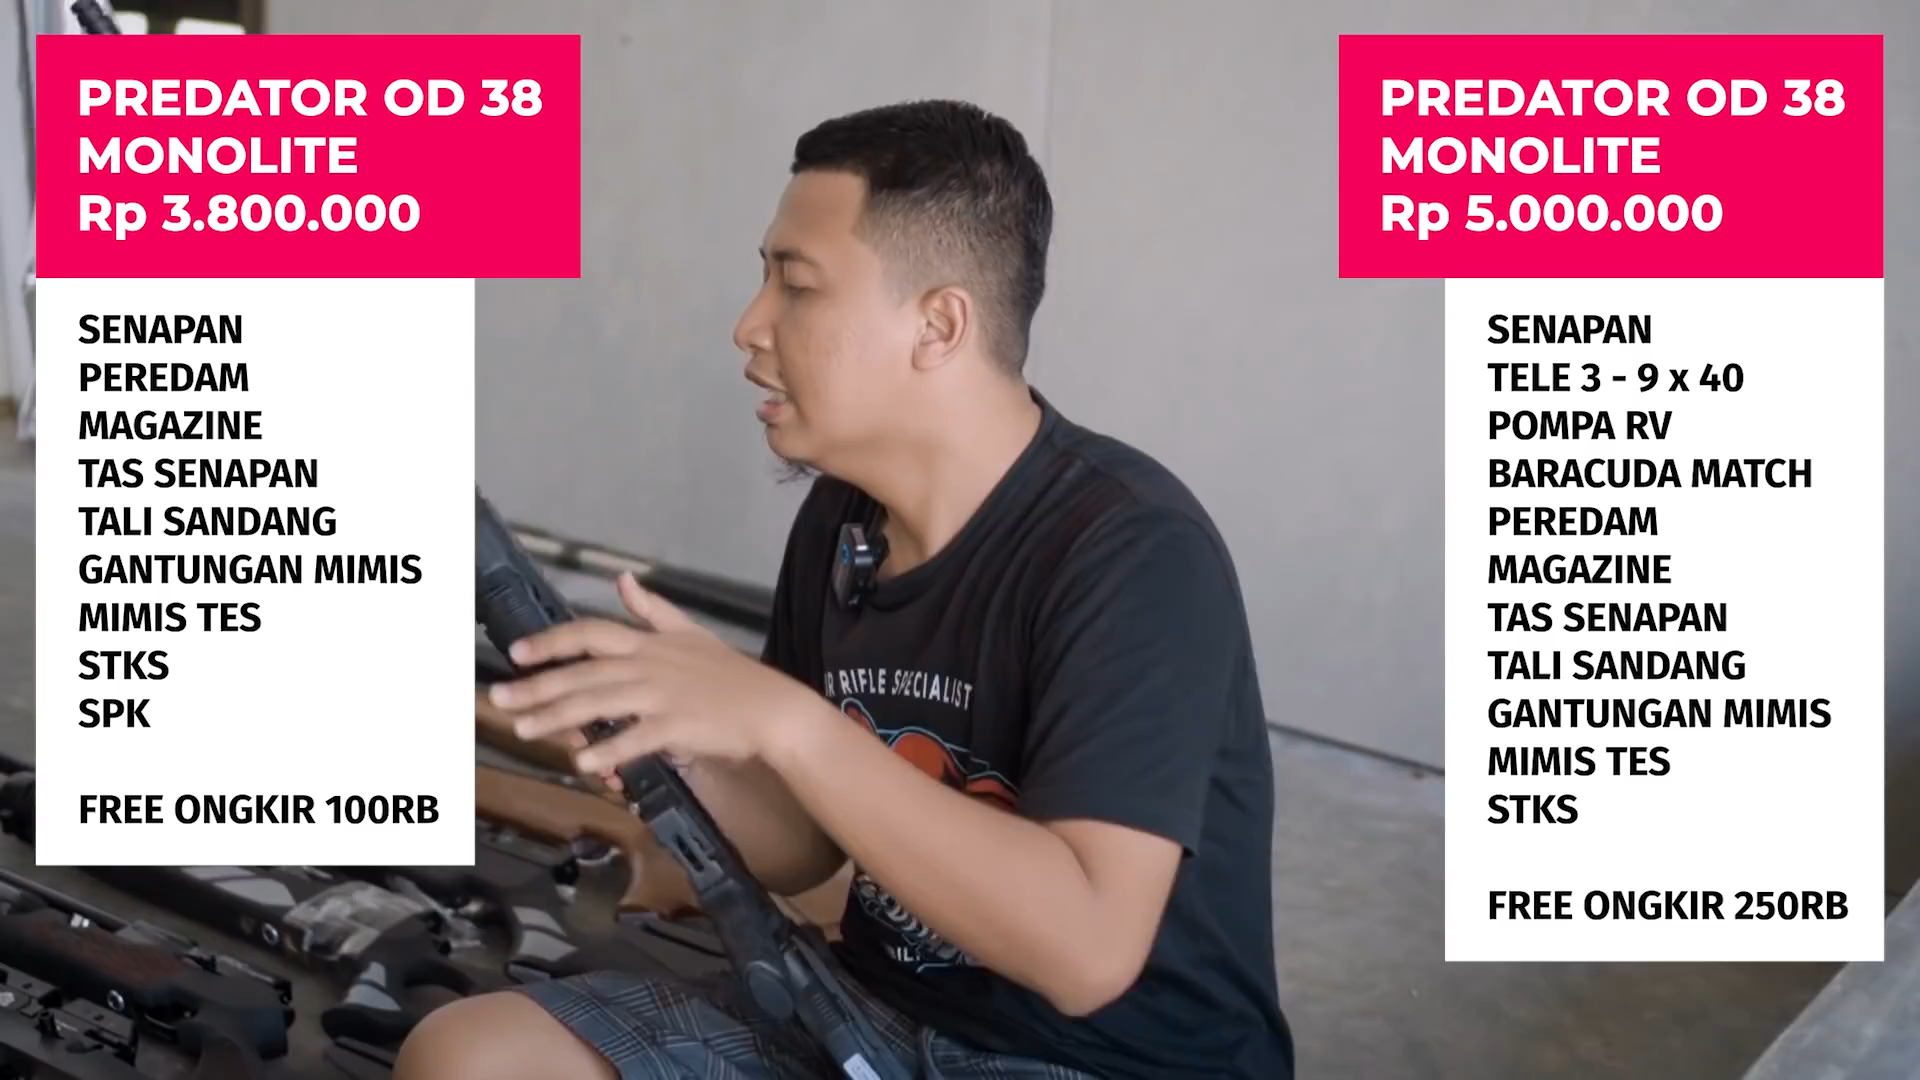 PREDATOR OD 38
MONOLITE
Rp 3.800.000
SENAPAN
PEREDAM
MAGAZINE
TAS SENAPAN
TALI SANDANG
GANTUNGAN MIMIS
MIMIS TES
STKS
SPK
FREE ONGKIR 100RB
PREDATOR OD 38
MONOLITE
Rp 5.000.000
SENAPAN
TELE 3 - 9 x 40
POMPA RV
BARACUDA MATCH
PEREDAM
MAGAZINE
TAS SENAPAN
TALI SANDANG
GANTUNGAN MIMIS
MIMIS TES
STKS
FREE ONGKIR 250RB
RIFLE SPECIALIST